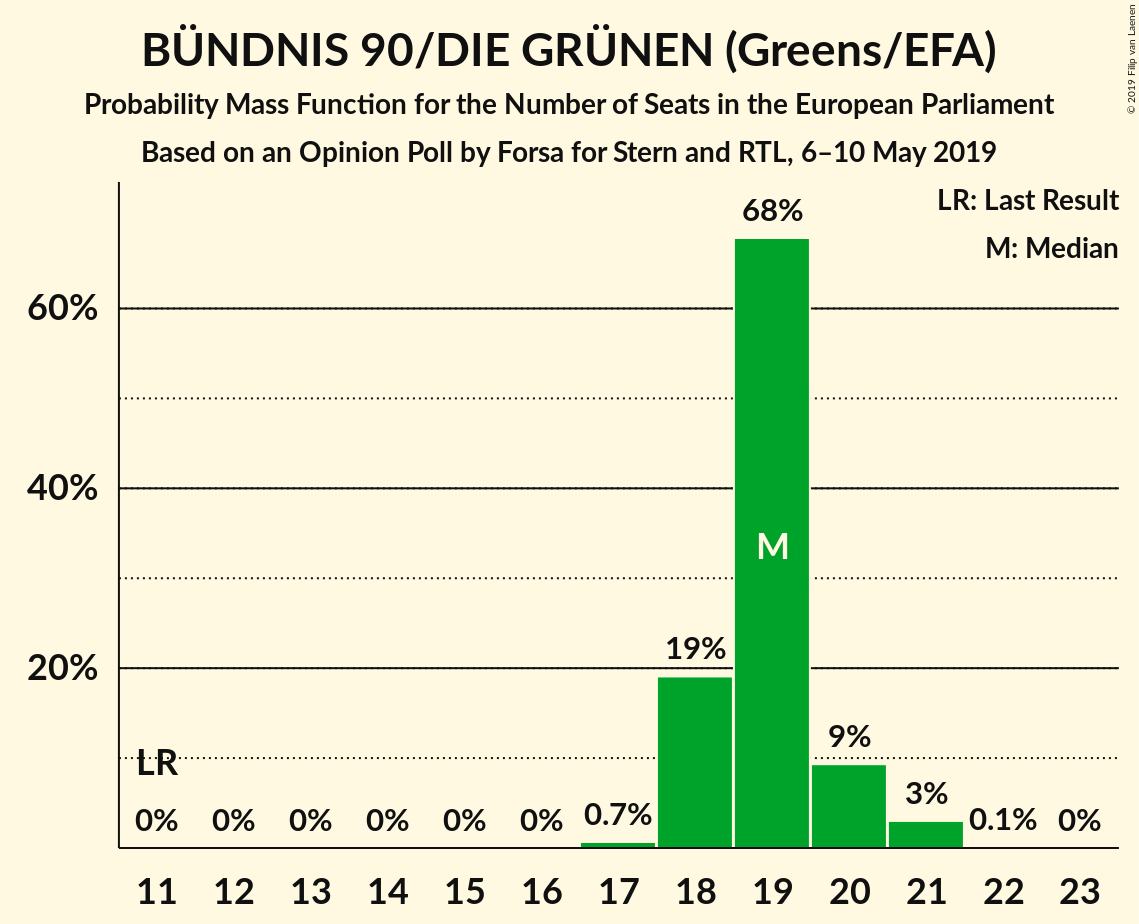 BÜNDNIS 90/DIE GRÜNEN (Greens/EFA)
Probability Mass Function for the Number of Seats in the European Parliament
Based on an Opinion Poll by Forsa for Stern and RTL, 6–10 May 2019
© 2019 Filip van Laenen
LR: Last Result
M: Median
68%
60%
M
40%
19%
20%
9%
LR
3%
0% 0% 0% 0% 0% 0% 0.7% 0.1% 0%
11 12 13 14 15 16 17 18 19 20 21 22 23